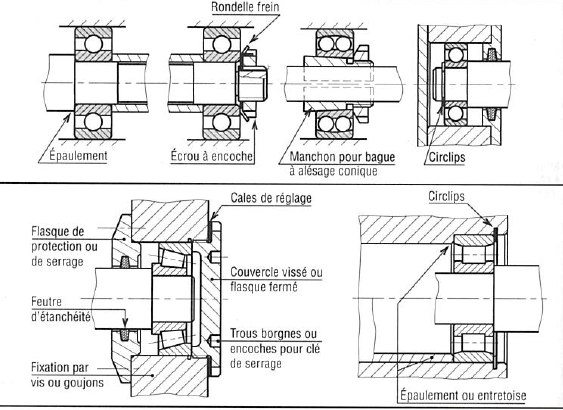 Rondelle frein
Épaulement
Écrou à encoche
Manchon pour bague
à alésage conique
Circlips
Cales de réglage
Circlips
Flasque de
protection ou
de serrage
Couvercle vissé ou
flasque fermé
Feutre
d'étanchéité
Trous borgnes ou
encoches pour clé
de serrage
Fixation par
vis ou goujons
Épaulement ou entretoise